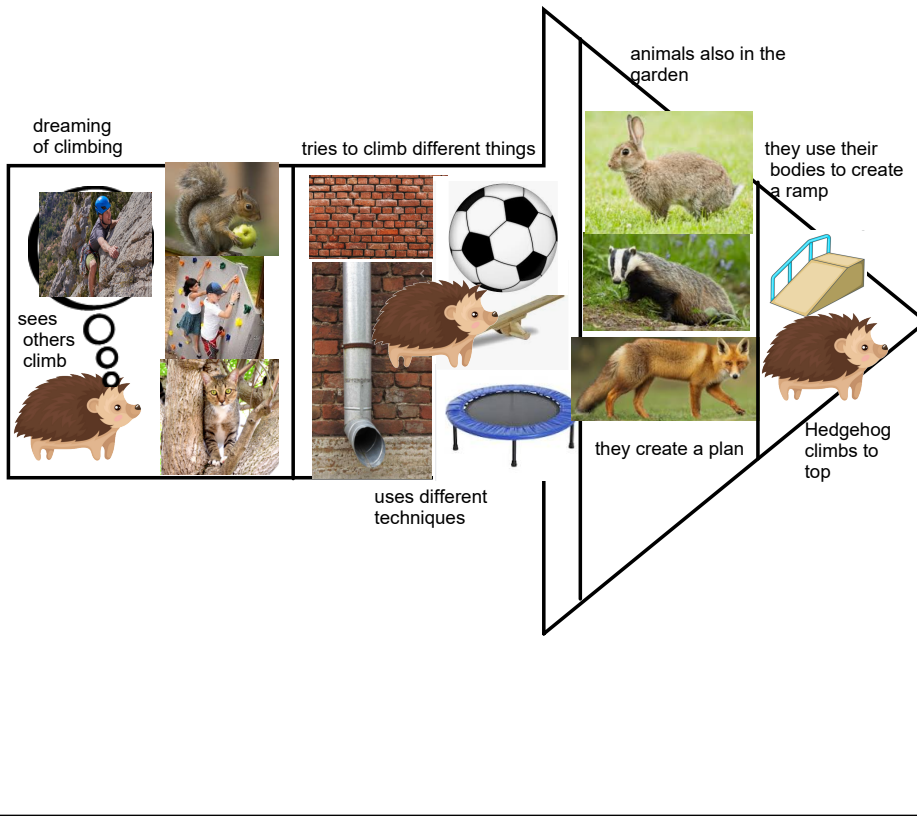 dreaming
of climbing
sees
others
climb
tries to climb different things
uses different
techniques
animals also in the
garden
they create a plan
they use their
bodies to create
a ramp
Hedgehog
climbs to
top